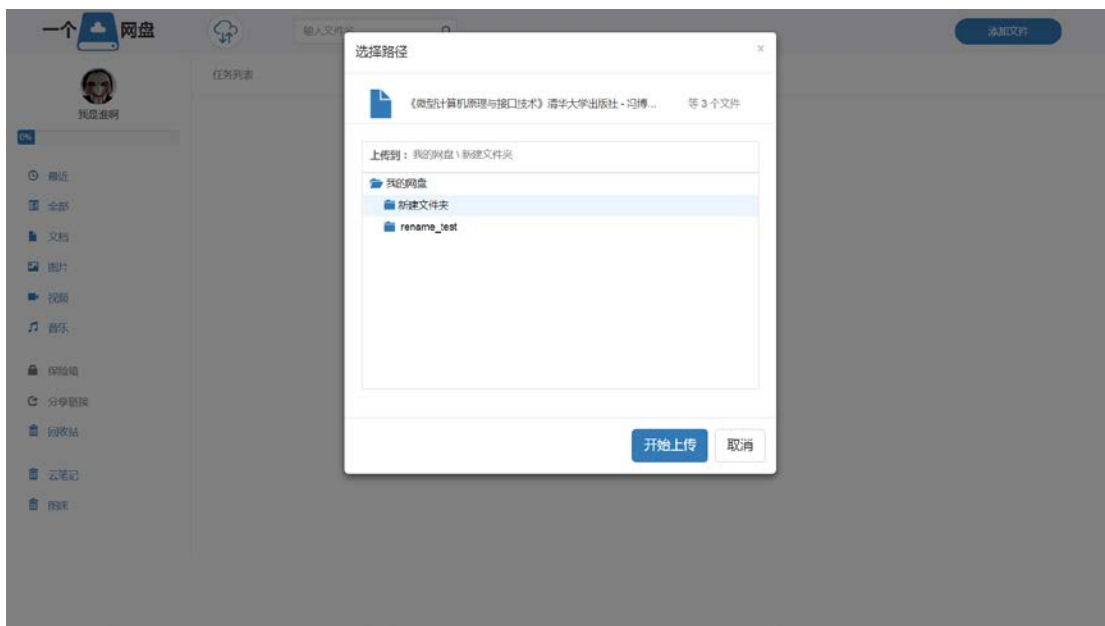 一个 网盘
输入文件名
添加文件
我是谁啊
0%
最近
全部
文档
图片
视频
音乐
保险箱
分享链接
回收站
云笔记
任务列表
选择路径
×
《微型计算机原理与接口技术》清华大学出版社 - 冯博... 等 3 个文件
上传到： 我的网盘 \ 新建文件夹
我的网盘
新建文件夹
rename_test
开始上传 取消